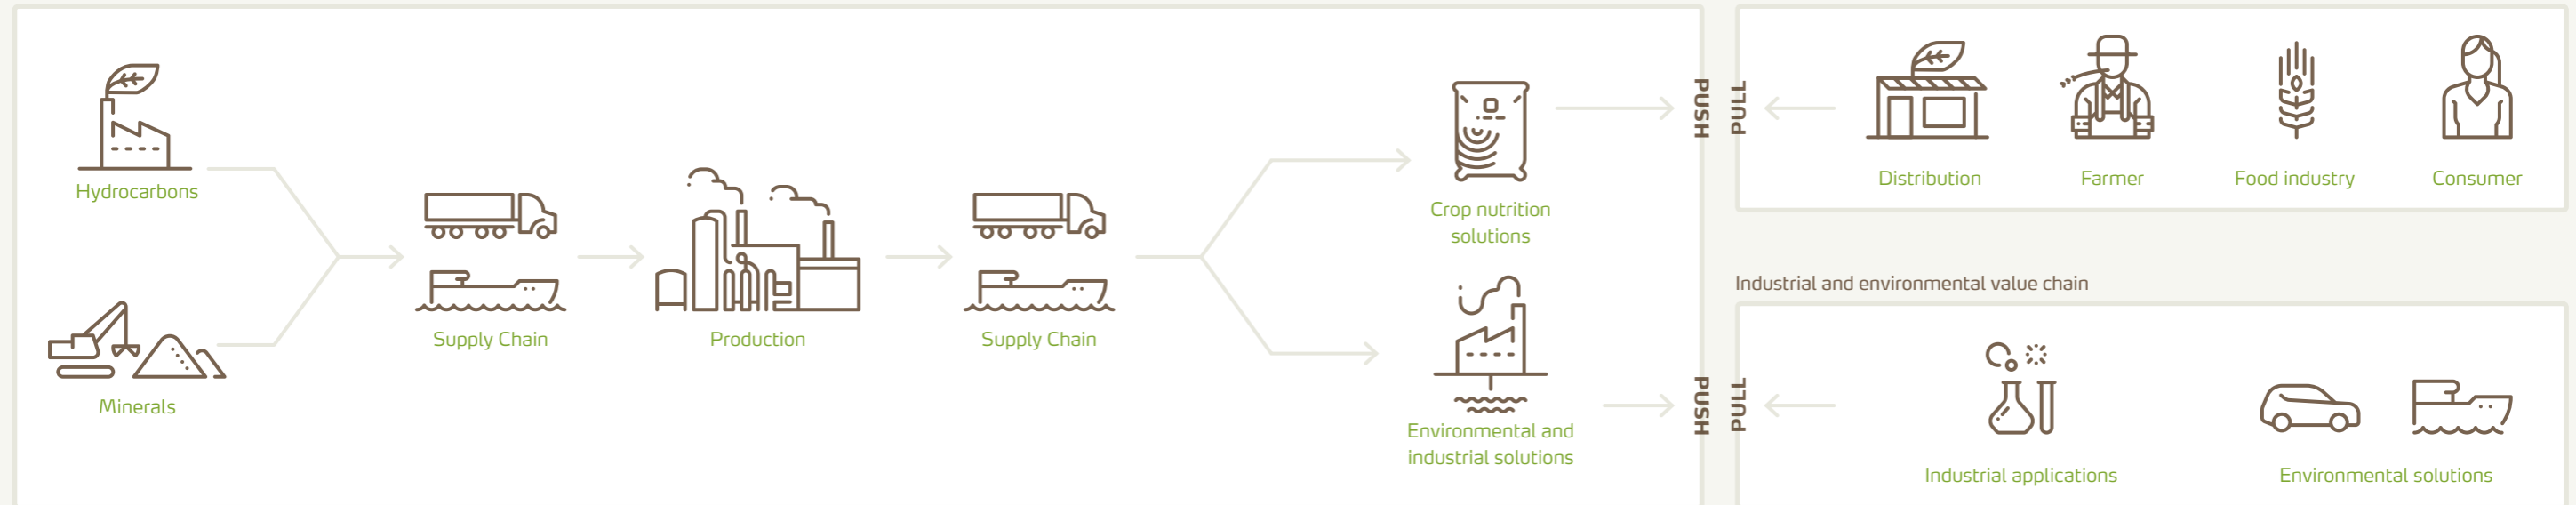 Hydrocarbons
Minerals
Supply Chain
Production
Supply Chain
Crop nutrition
solutions
Environmental and
industrial solutions
PUSH
PULL
Distribution
Farmer
Food industry
Consumer
Industrial and environmental value chain
PUSH
PULL
Industrial applications
Environmental solutions